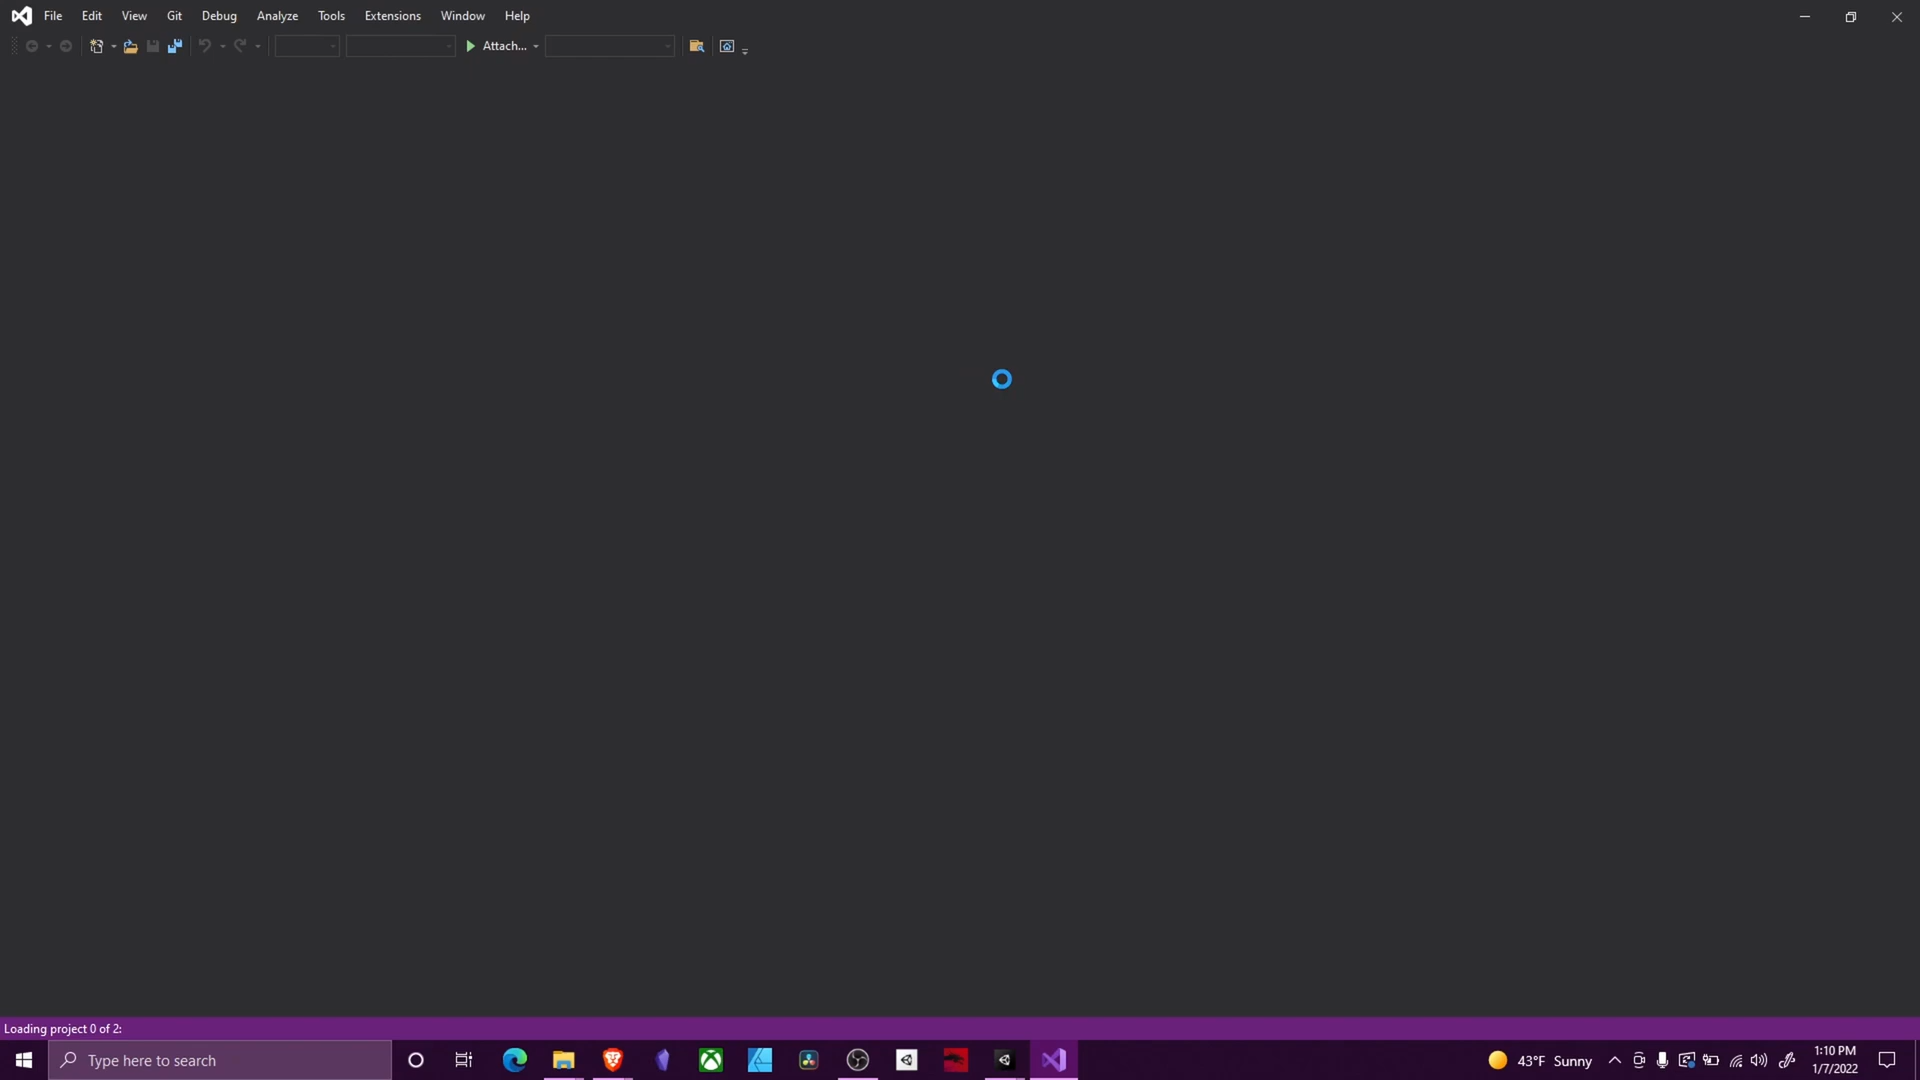 File Edit View Git Debug Analyze Tools Extensions Window Help
Attach...
Loading project 0 of 2:
Type here to search
43°F Sunny
1:10 PM
1/7/2022